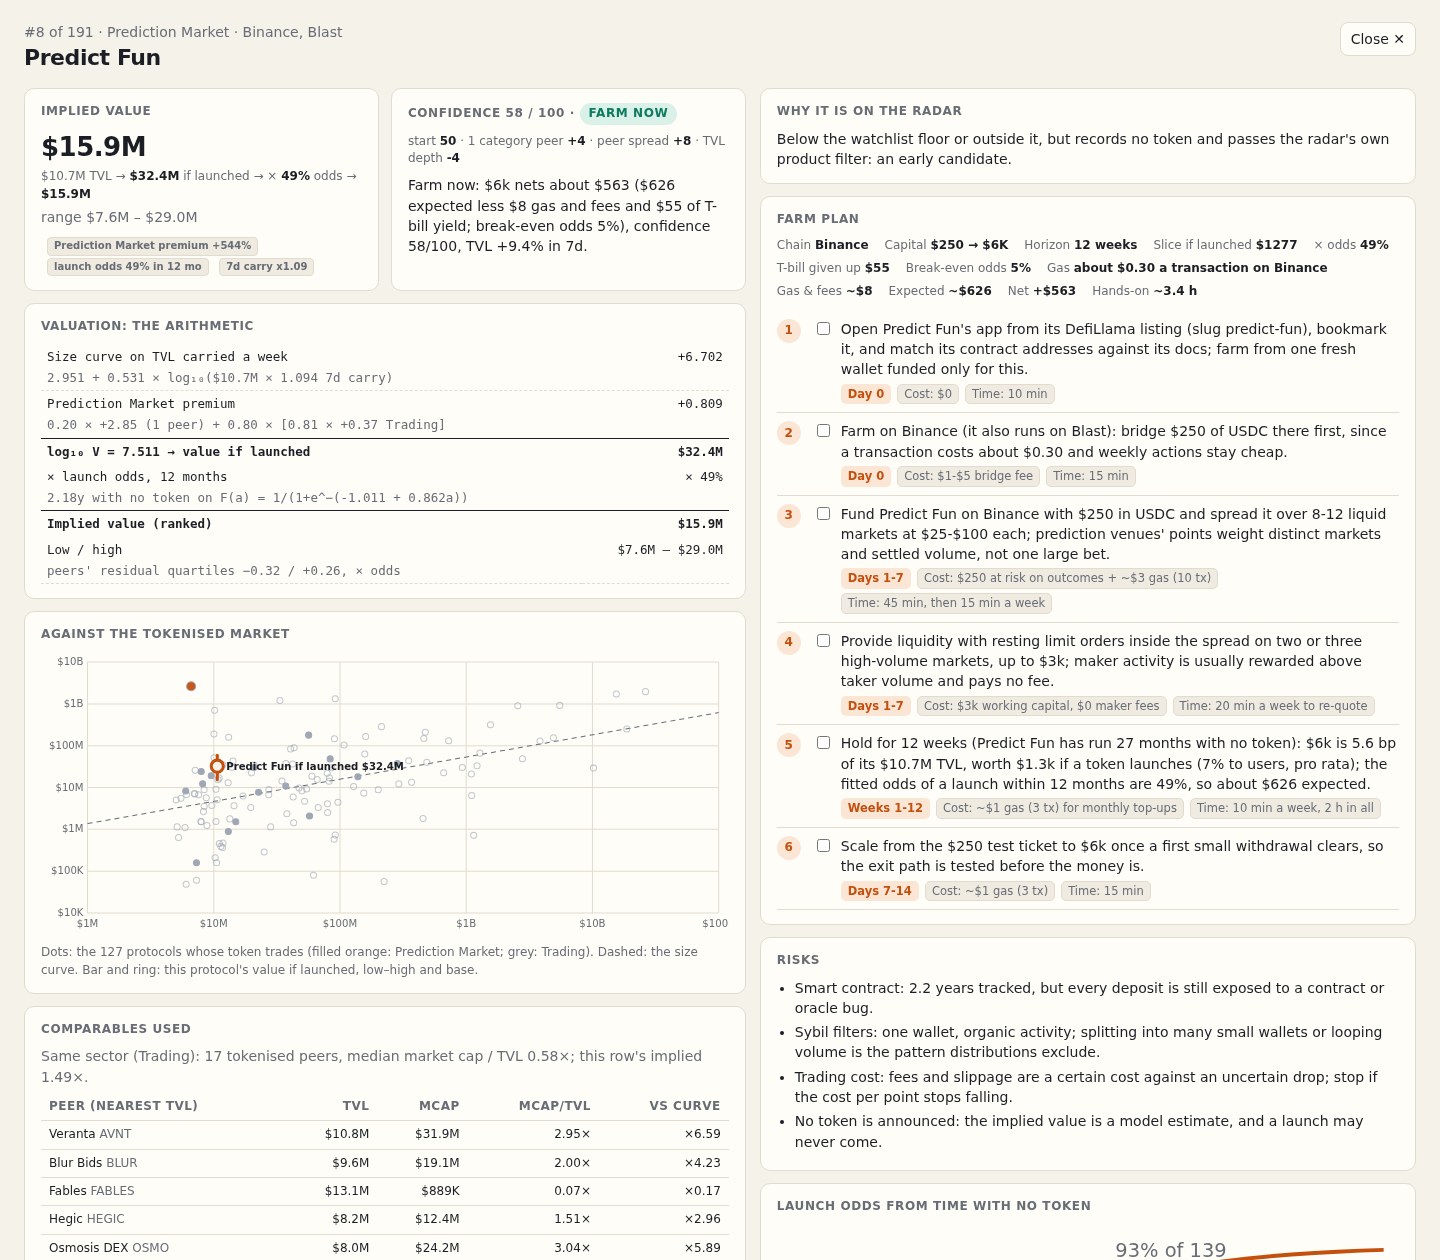 #8 of 191 · Prediction Market · Binance, Blast
Predict Fun
Close ✕
IMPLIED VALUE
$15.9M
$10.7M TVL → $32.4M if launched → × 49% odds →
$15.9M
range $7.6M – $29.0M
Prediction Market premium +544%
launch odds 49% in 12 mo
7d carry x1.09
CONFIDENCE 58 / 100 · FARM NOW
start 50 · 1 category peer +4 · peer spread +8 · TVL
depth -4
Farm now: $6k nets about $563 ($626
expected less $8 gas and fees and $55 of T-
bill yield; break-even odds 5%), confidence
58/100, TVL +9.4% in 7d.
VALUATION: THE ARITHMETIC
Size curve on TVL carried a week +6.702
2.951 + 0.531 × log₁₀($10.7M × 1.094 7d carry)
Prediction Market premium +0.809
0.20 × +2.85 (1 peer) + 0.80 × [0.81 × +0.37 Trading]
log₁₀ V = 7.511 → value if launched $32.4M
× launch odds, 12 months × 49%
2.18y with no token on F(a) = 1/(1+e^−(-1.011 + 0.862a))
Implied value (ranked) $15.9M
Low / high $7.6M – $29.0M
peers' residual quartiles −0.32 / +0.26, × odds
AGAINST THE TOKENISED MARKET
$10B
$1B
$100M
$10M
$1M
$100K
$10K
Predict Fun if launched $32.4M
$1M $10M $100M $1B $10B $100
Dots: the 127 protocols whose token trades (filled orange: Prediction Market; grey: Trading). Dashed: the size
curve. Bar and ring: this protocol's value if launched, low–high and base.
COMPARABLES USED
Same sector (Trading): 17 tokenised peers, median market cap / TVL 0.58×; this row's implied
1.49×.
PEER (NEAREST TVL) TVL MCAP MCAP/TVL VS CURVE
Veranta AVNT $10.8M $31.9M 2.95× ×6.59
Blur Bids BLUR $9.6M $19.1M 2.00× ×4.23
Fables FABLES $13.1M $889K 0.07× ×0.17
Hegic HEGIC $8.2M $12.4M 1.51× ×2.96
Osmosis DEX OSMO $8.0M $24.2M 3.04× ×5.89
WHY IT IS ON THE RADAR
Below the watchlist floor or outside it, but records no token and passes the radar's own
product filter: an early candidate.
FARM PLAN
Chain Binance Capital $250 → $6K Horizon 12 weeks Slice if launched $1277 × odds 49%
T-bill given up $55 Break-even odds 5% Gas about $0.30 a transaction on Binance
Gas & fees ~$8 Expected ~$626 Net +$563 Hands-on ~3.4 h
1 Open Predict Fun's app from its DefiLlama listing (slug predict-fun), bookmark
it, and match its contract addresses against its docs; farm from one fresh
wallet funded only for this.
Day 0 Cost: $0 Time: 10 min
2 Farm on Binance (it also runs on Blast): bridge $250 of USDC there first, since
a transaction costs about $0.30 and weekly actions stay cheap.
Day 0 Cost: $1-$5 bridge fee Time: 15 min
3 Fund Predict Fun on Binance with $250 in USDC and spread it over 8-12 liquid
markets at $25-$100 each; prediction venues' points weight distinct markets
and settled volume, not one large bet.
Days 1-7 Cost: $250 at risk on outcomes + ~$3 gas (10 tx)
Time: 45 min, then 15 min a week
4 Provide liquidity with resting limit orders inside the spread on two or three
high-volume markets, up to $3k; maker activity is usually rewarded above
taker volume and pays no fee.
Days 1-7 Cost: $3k working capital, $0 maker fees Time: 20 min a week to re-quote
5 Hold for 12 weeks (Predict Fun has run 27 months with no token): $6k is 5.6 bp
of its $10.7M TVL, worth $1.3k if a token launches (7% to users, pro rata); the
fitted odds of a launch within 12 months are 49%, so about $626 expected.
Weeks 1-12 Cost: ~$1 gas (3 tx) for monthly top-ups Time: 10 min a week, 2 h in all
6 Scale from the $250 test ticket to $6k once a first small withdrawal clears, so
the exit path is tested before the money is.
Days 7-14 Cost: ~$1 gas (3 tx) Time: 15 min
RISKS
• Smart contract: 2.2 years tracked, but every deposit is still exposed to a contract or
oracle bug.
• Sybil filters: one wallet, organic activity; splitting into many small wallets or looping
volume is the pattern distributions exclude.
• Trading cost: fees and slippage are a certain cost against an uncertain drop; stop if
the cost per point stops falling.
• No token is announced: the implied value is a model estimate, and a launch may
never come.
LAUNCH ODDS FROM TIME WITH NO TOKEN
93% of 139